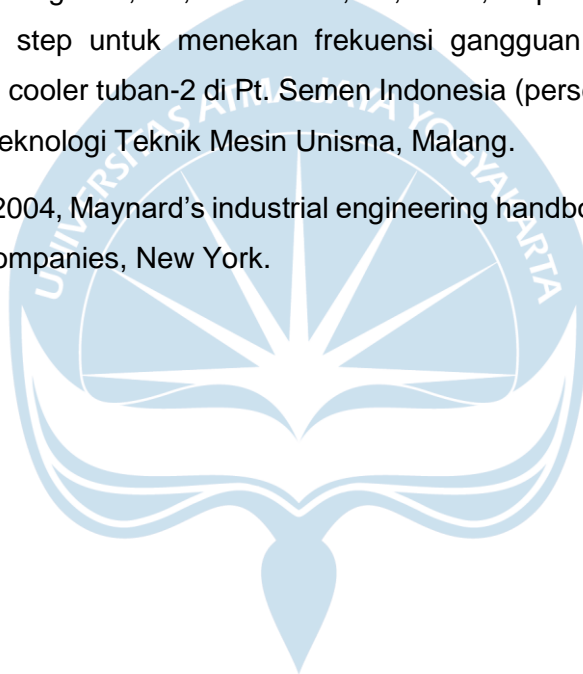 step untuk menekan frekuensi gangguan
cooler tuban-2 di Pt. Semen Indonesia (perse
eknologi Teknik Mesin Unisma, Malang.
2004, Maynard's industrial engineering handbo
ompanies, New York.
UNIVERSITAS ATMA JAYA YOGYAKARTA